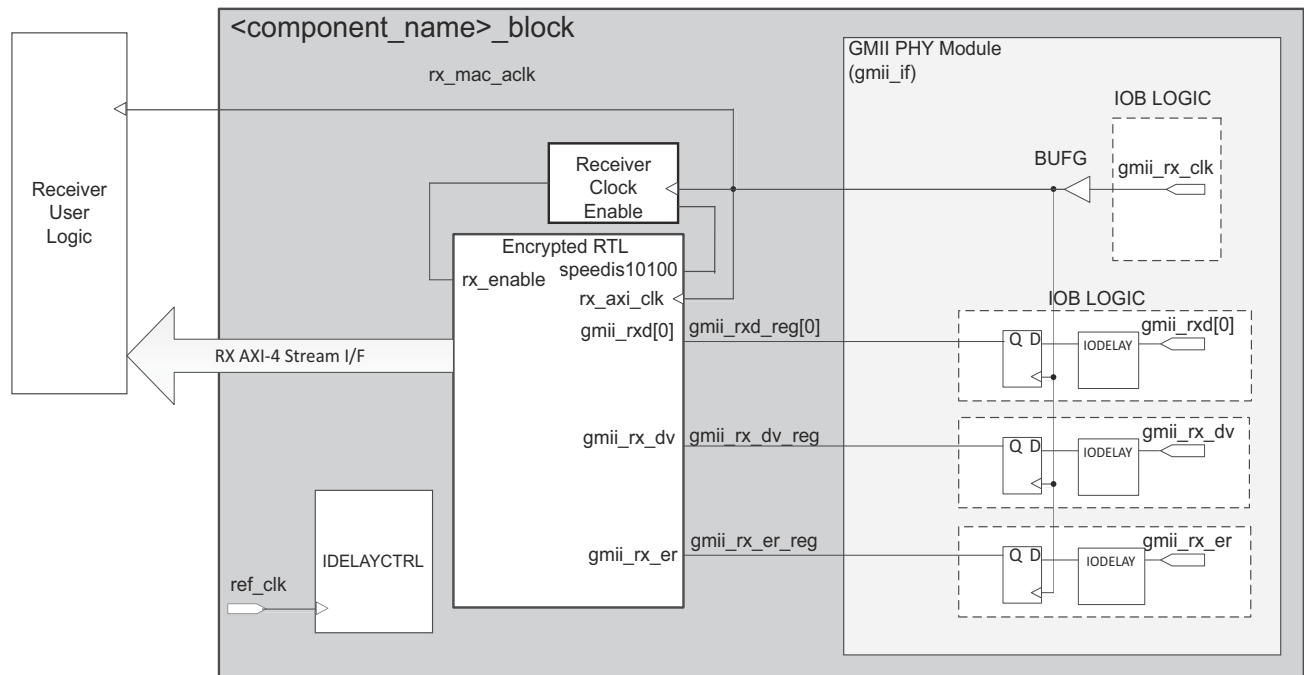 <component_name>_block
GMII PHY Module
(gmii_if)
rx_mac_aclk
IOB LOGIC
BUFG
gmii_rx_clk
Receiver
Clock
Enable
Receiver
User
Logic
Encrypted RTL
speedis10100
rx_enable
rx_axi_clk
IOB LOGIC
gmii_rxd[0]
gmii_rxd_reg[0]
Q D
IODELAY
gmii_rxd[0]
RX AXI-4 Stream I/F
gmii_rx_dv
gmii_rx_dv_reg
Q D
IODELAY
gmii_rx_dv
gmii_rx_er
gmii_rx_er_reg
Q D
IODELAY
gmii_rx_er
IDELAYCTRL
ref_clk